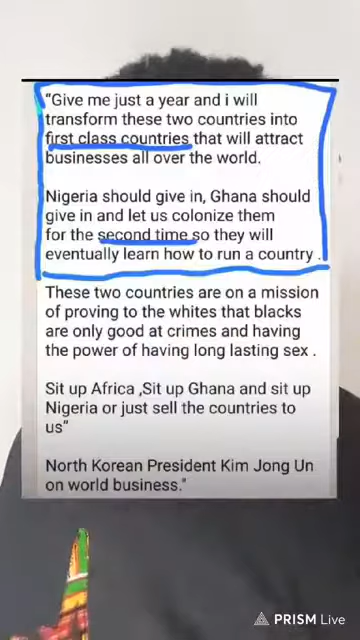 "Give me just a year and i will
transform these two countries into
first class countries that will attract
businesses all over the world.
Nigeria should give in, Ghana should
give in and let us colonize them
for the second time so they will
eventually learn how to run a country .
These two countries are on a mission
of proving to the whites that blacks
are only good at crimes and having
the power of having long lasting sex .
Sit up Africa ,Sit up Ghana and sit up
Nigeria or just sell the countries to
us"
North Korean President Kim Jong Un
on world business."
PRISM Live